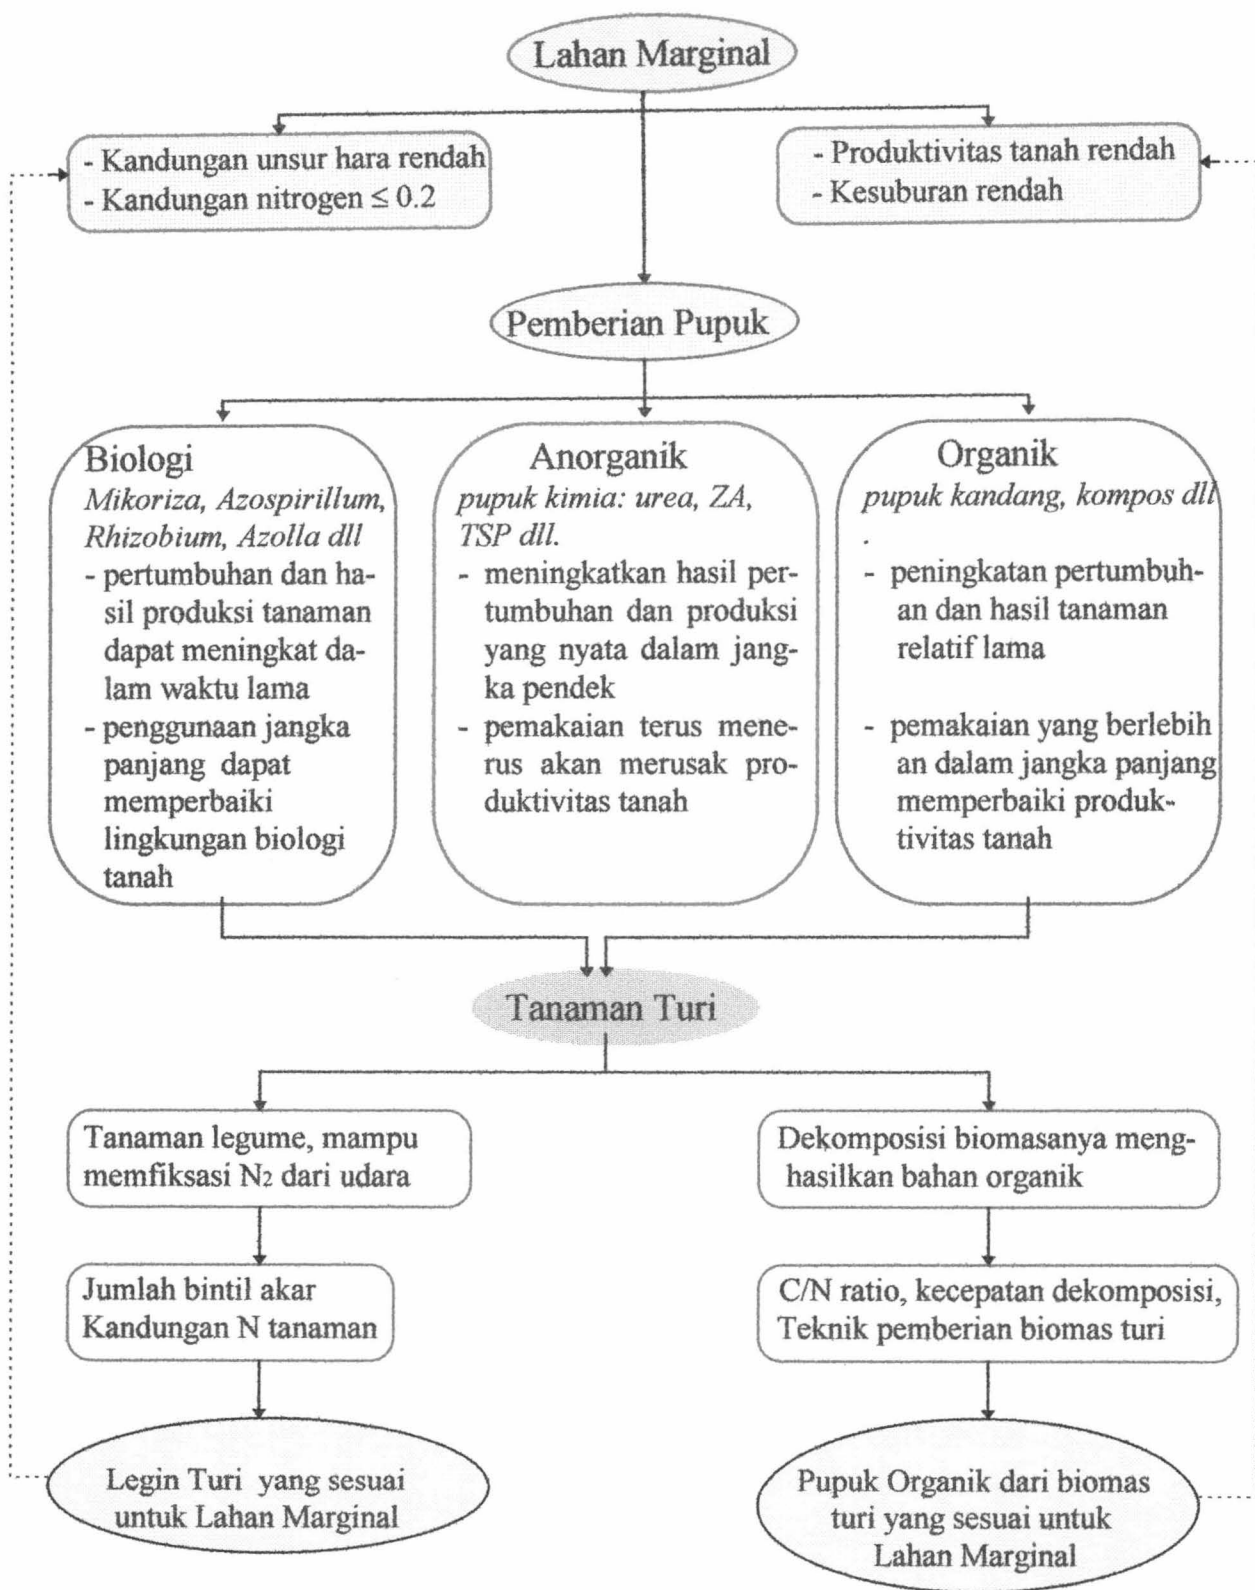 Lahan Marginal
- Kandungan unsur hara rendah
- Kandungan nitrogen ≤ 0.2
- Produktivitas tanah rendah
- Kesuburan rendah
Pemberian Pupuk
Biologi
Mikoriza, Azospirillum,
Rhizobium, Azolla dll
- pertumbuhan dan ha-
sil produksi tanaman
dapat meningkat da-
lam waktu lama
- penggunaan jangka
panjang dapat
memperbaiki
lingkungan biologi
tanah
Anorganik
pupuk kimia: urea, ZA,
TSP dll.
- meningkatkan hasil per-
tumbuhan dan produksi
yang nyata dalam jang-
ka pendek
- pemakaian terus mene-
rus akan merusak pro-
duktivitas tanah
Organik
pupuk kandang, kompos dll
.
- peningkatan pertumbuh-
an dan hasil tanaman
relatif lama
- pemakaian yang berlebih
an dalam jangka panjang
memperbaiki produk-
tivitas tanah
Tanaman Turi
Tanaman legume, mampu
memfiksasi N2 dari udara
Jumlah bintil akar
Kandungan N tanaman
Legin Turi yang sesuai
untuk Lahan Marginal
Dekomposisi biomasanya meng-
hasilkan bahan organik
C/N ratio, kecepatan dekomposisi,
Teknik pemberian biomas turi
Pupuk Organik dari biomas
turi yang sesuai untuk
Lahan Marginal